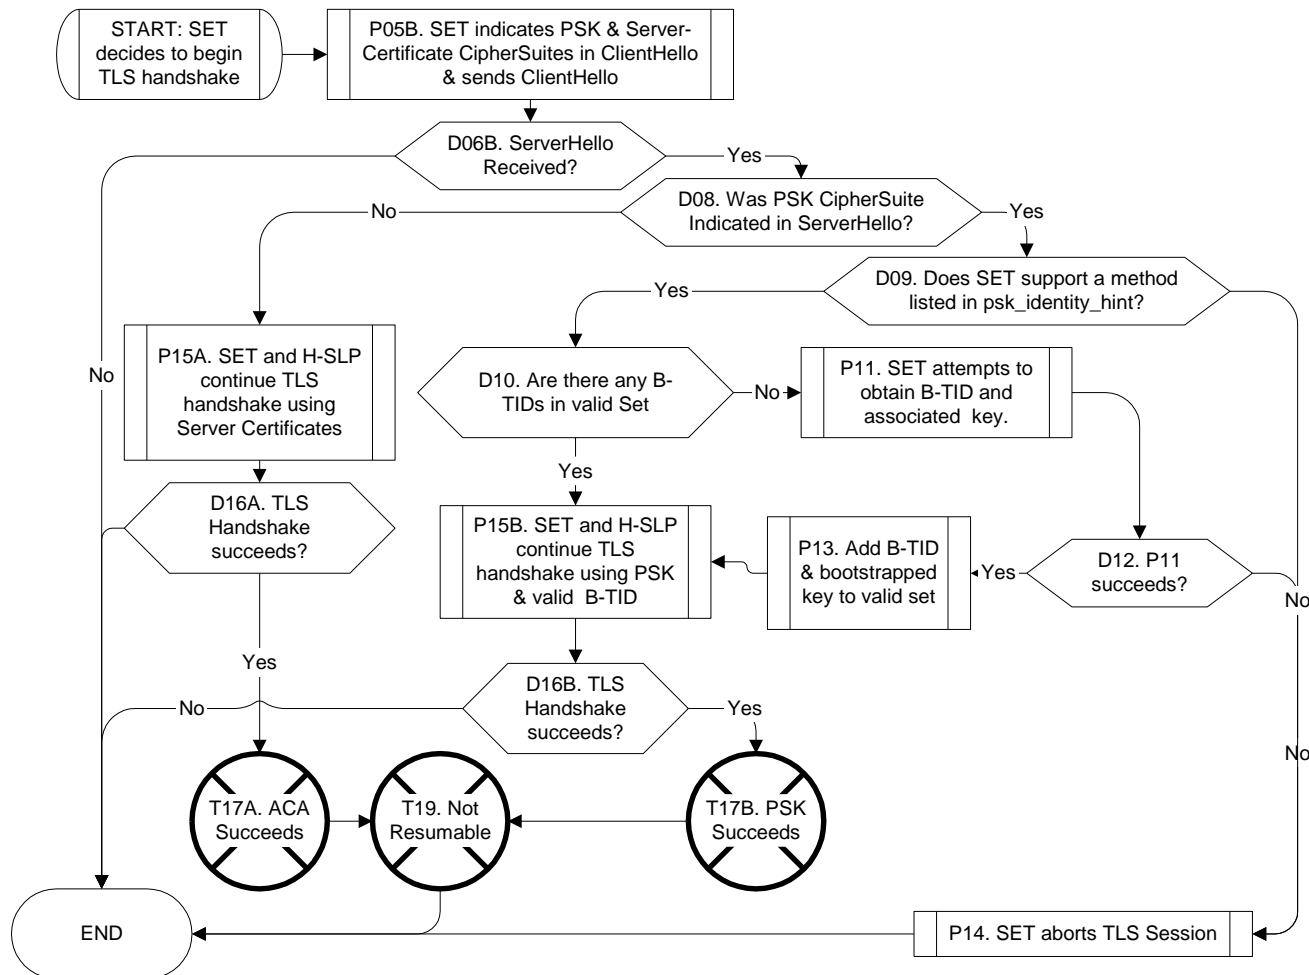 START: SET
decides to begin
TLS handshake
P05B. SET indicates PSK & Server-
Certificate CipherSuites in ClientHello
& sends ClientHello
D06B. ServerHello
Received?
Yes
D08. Was PSK CipherSuite
Indicated in ServerHello?
No
Yes
D09. Does SET support a method
listed in psk_identity_hint?
Yes
P15A. SET and H-SLP
continue TLS
handshake using
Server Certificates
No
D10. Are there any B-
TIDs in valid Set
No
P11. SET attempts to
obtain B-TID and
associated key.
Yes
D16A. TLS
Handshake
succeeds?
P15B. SET and H-SLP
continue TLS
handshake using PSK
& valid B-TID
P13. Add B-TID
& bootstrapped
key to valid set
Yes
D12. P11
succeeds?
No
Yes
D16B. TLS
Handshake
succeeds?
No
Yes
No
T17A. ACA
Succeeds
T19. Not
Resumable
T17B. PSK
Succeeds
END
P14. SET aborts TLS Session